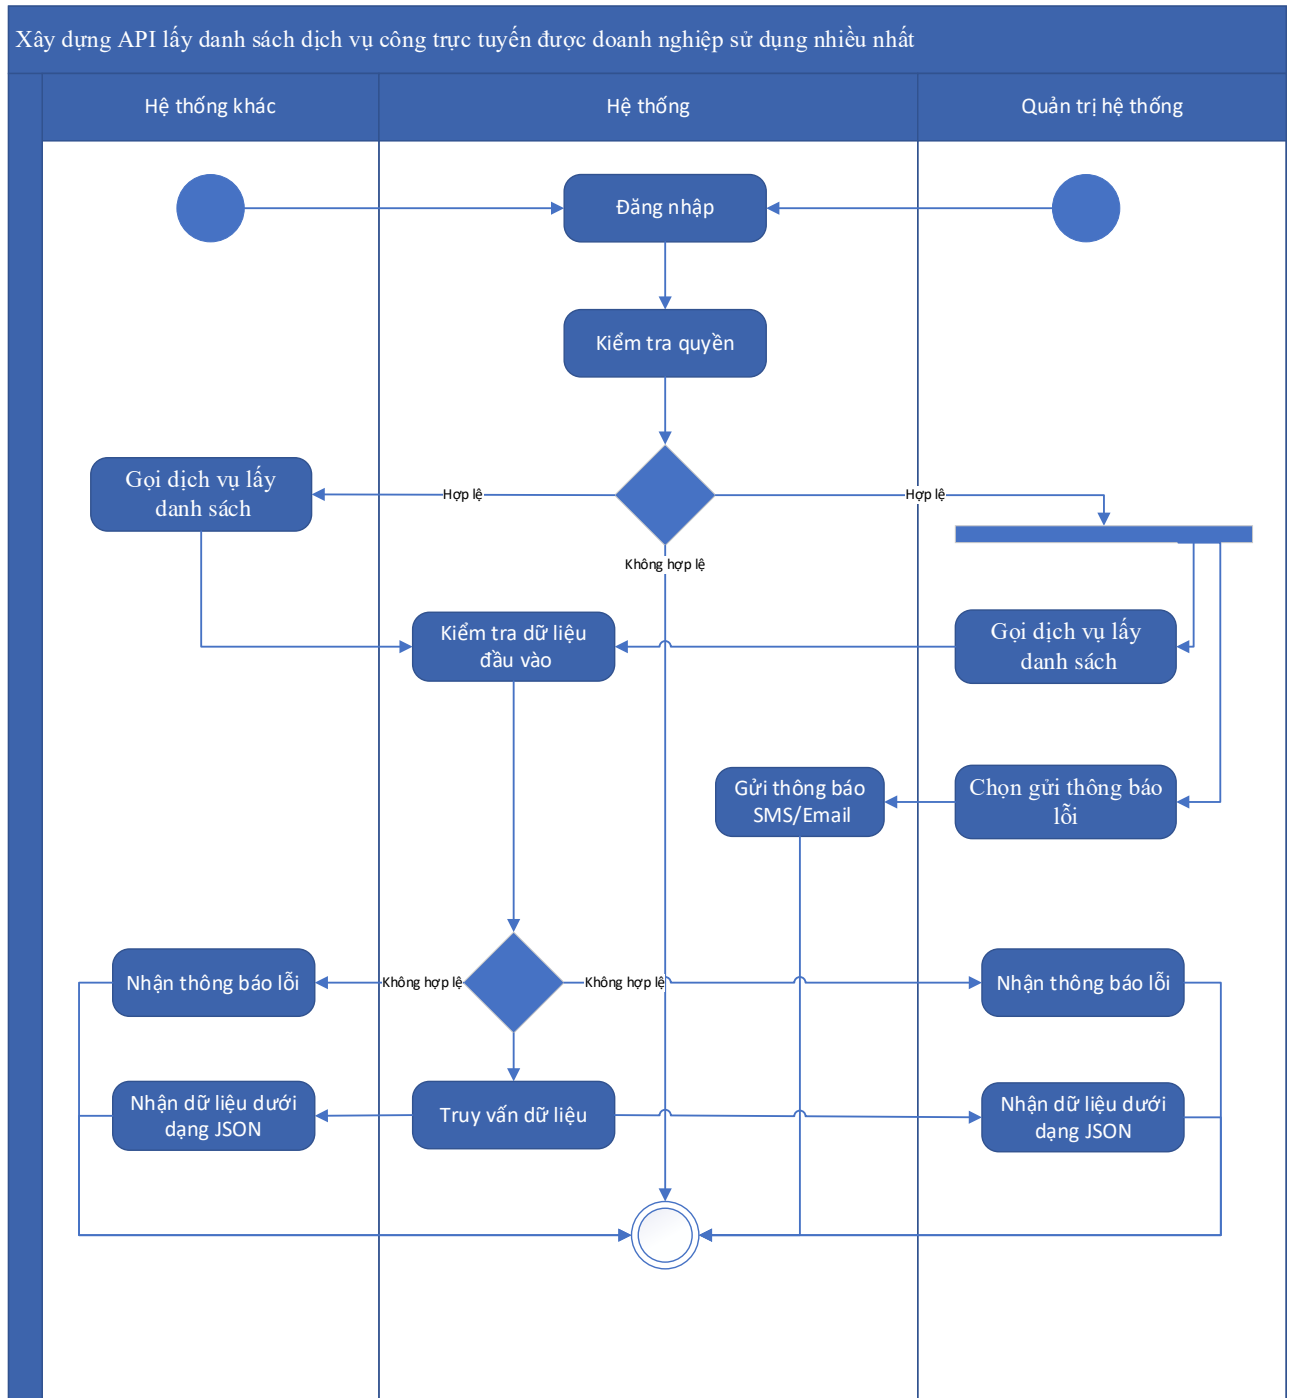 Xây dựng API lấy danh sách dịch vụ công trực tuyến được doanh nghiệp sử dụng nhiều nhất
Hệ thống khác
Hệ thống
Quản trị hệ thống
Đăng nhập
Kiểm tra quyền
Gọi dịch vụ lấy
danh sách
Hợp lệ
Hợp lệ
Không hợp lệ
Kiểm tra dữ liệu
đầu vào
Gọi dịch vụ lấy
danh sách
Gửi thông báo
SMS/Email
Chọn gửi thông báo
lỗi
Nhận thông báo lỗi
Không hợp lệ
Không hợp lệ
Nhận thông báo lỗi
Nhận dữ liệu dưới
dạng JSON
Truy vấn dữ liệu
Nhận dữ liệu dưới
dạng JSON